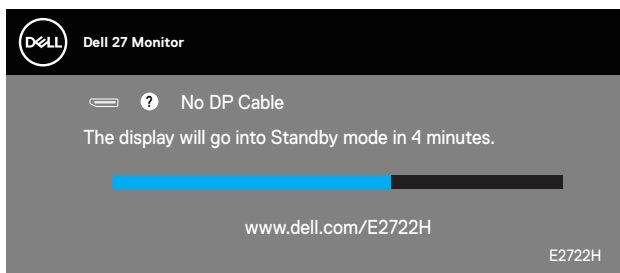 DELL
Dell 27 Monitor
? No DP Cable
The display will go into Standby mode in 4 minutes.
www.dell.com/E2722H
E2722H